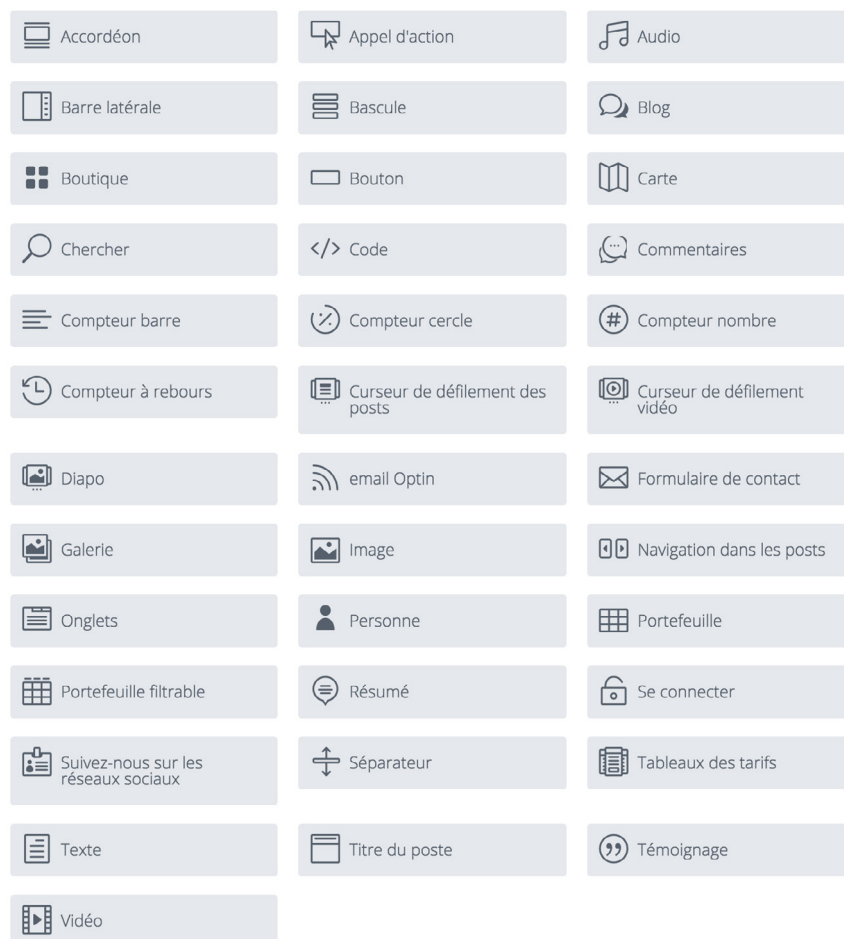 Accordéon
Appel d'action
Audio
Barre latérale
Bascule
Blog
Boutique
Bouton
Carte
Chercher
Code
Commentaires
Compteur barre
Compteur cercle
Compteur nombre
Compteur à rebours
Curseur de défilement des
posts
Curseur de défilement
vidéo
Diapo
email Optin
Formulaire de contact
Galerie
Image
Navigation dans les posts
Onglets
Personne
Portefeuille
Portefeuille filtrable
Résumé
Se connecter
Suivez-nous sur les
réseaux sociaux
Séparateur
Tableaux des tarifs
Texte
Titre du poste
Témoignage
Vidéo